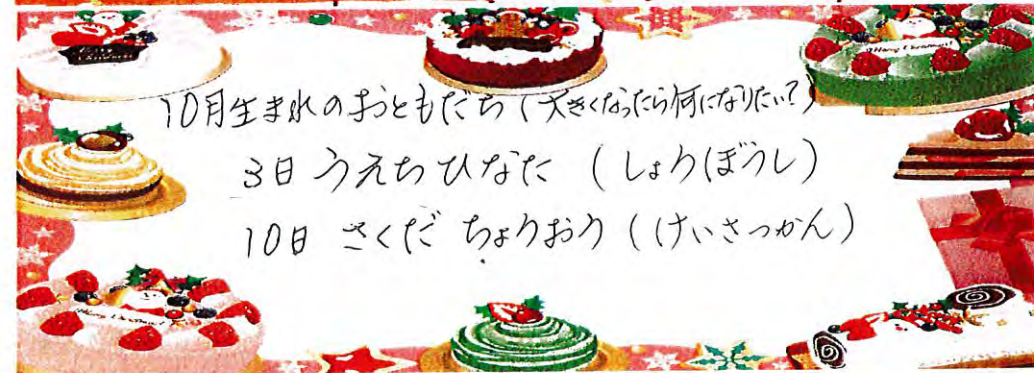 10月生まれのおともだち(大きくなったら何になりたい?)
3日 うえち ひなた (しょうぼうし)
10日 さくだ ちょうおう (けいさつかん)
Merry Christmas!